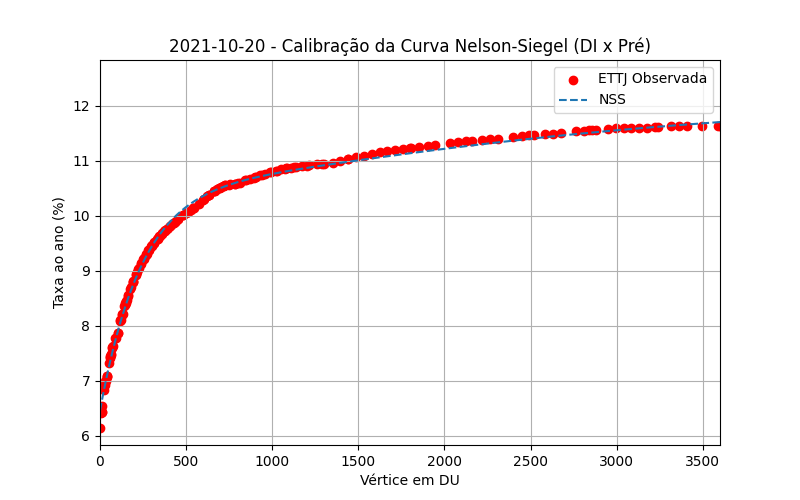 2021-10-20 - Calibração da Curva Nelson-Siegel (DI x Pré)
ETTJ Observada
NSS
Taxa ao ano (%)
12
11
10
9
8
7
6
0 500 1000 1500 2000 2500 3000 3500
Vértice em DU